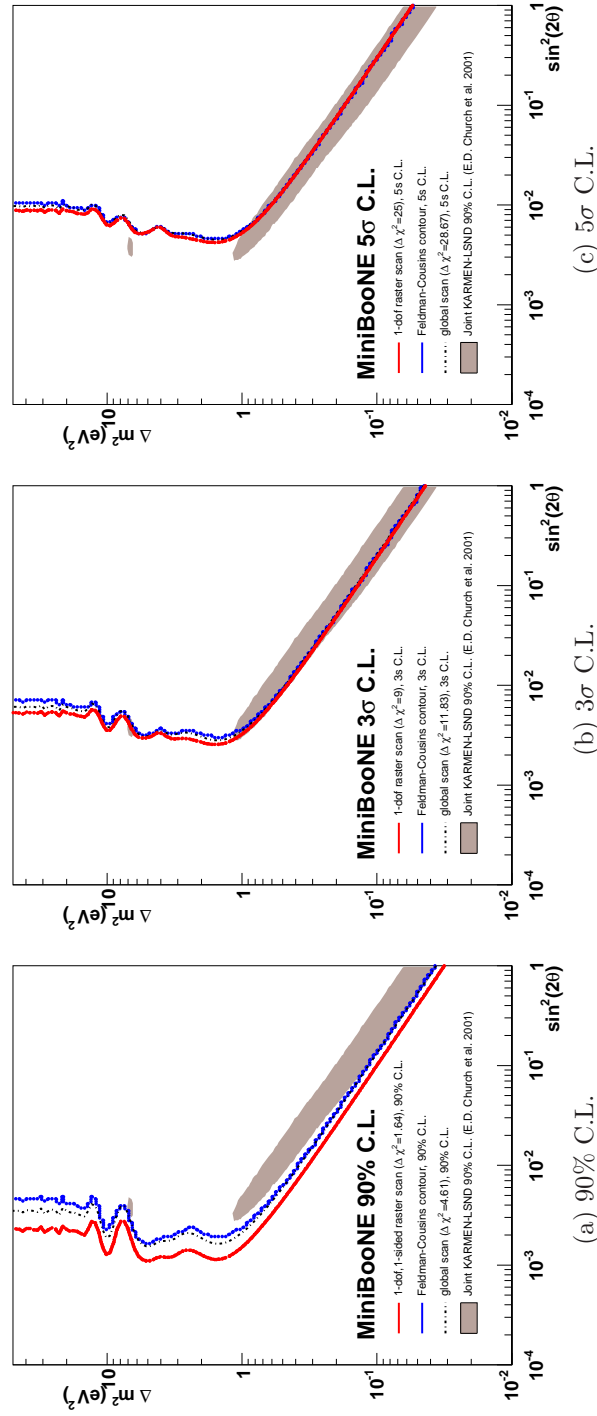 Δ m² (eV²)
10
1
10⁻¹
10⁻²
MiniBooNE 90% C.L.
1-dof,1-sided raster scan (Δ χ²=1.64), 90% C.L.
Feldman-Cousins contour, 90% C.L.
global scan (Δ χ²=4.61), 90% C.L.
Joint KARMEN-LSND 90% C.L. (E.D. Church et al. 2001)
10⁻⁴
10⁻³
10⁻²
10⁻¹
1
sin²(2θ)
(a) 90% C.L.
Δ m² (eV²)
10
1
10⁻¹
10⁻²
MiniBooNE 3σ C.L.
1-dof raster scan (Δ χ²=9), 3s C.L.
Feldman-Cousins contour, 3s C.L.
global scan (Δ χ²=11.83), 3s C.L.
Joint KARMEN-LSND 90% C.L. (E.D. Church et al. 2001)
10⁻⁴
10⁻³
10⁻²
10⁻¹
1
sin²(2θ)
(b) 3σ C.L.
Δ m² (eV²)
10
1
10⁻¹
10⁻²
MiniBooNE 5σ C.L.
1-dof raster scan (Δ χ²=25), 5s C.L.
Feldman-Cousins contour, 5s C.L.
global scan (Δ χ²=28.67), 5s C.L.
Joint KARMEN-LSND 90% C.L. (E.D. Church et al. 2001)
10⁻⁴
10⁻³
10⁻²
10⁻¹
1
sin²(2θ)
(c) 5σ C.L.